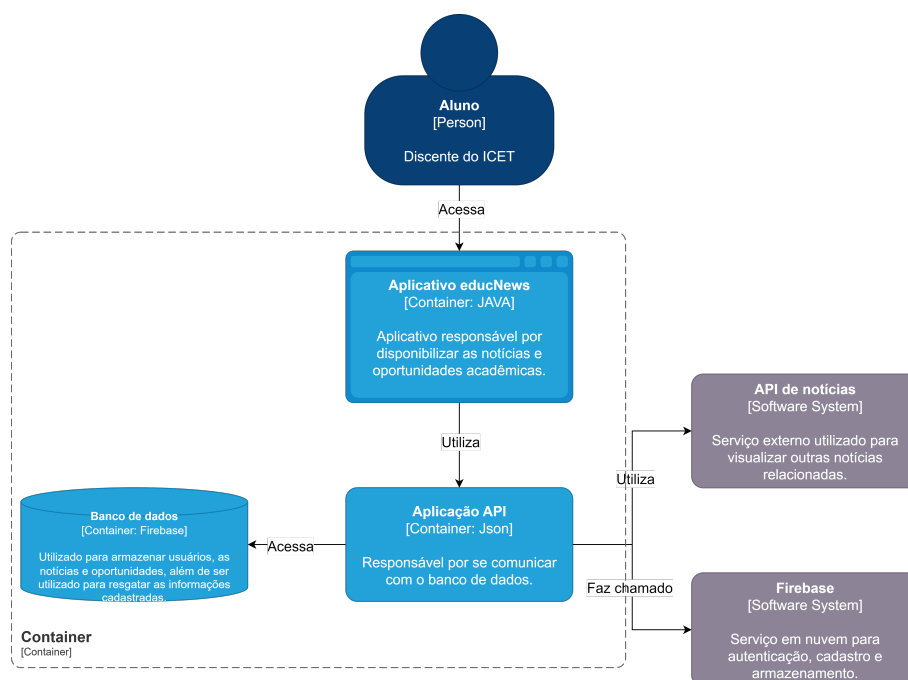 Aluno
[Person]
Discente do ICET
Acessa
Aplicativo educNews
[Container: JAVA]
Aplicativo responsável por
disponibilizar as notícias e
oportunidades acadêmicas.
Utiliza
API de notícias
[Software System]
Serviço externo utilizado para
visualizar outras notícias
relacionadas.
Utiliza
Banco de dados
[Container: Firebase]
Utilizado para armazenar usuários, as
notícias e oportunidades, além de ser
utilizado para resgatar as informações
cadastradas.
Acessa
Aplicação API
[Container: Json]
Responsável por se comunicar
com o banco de dados.
Faz chamado
Firebase
[Software System]
Serviço em nuvem para
autenticação, cadastro e
armazenamento.
Container
[Container]